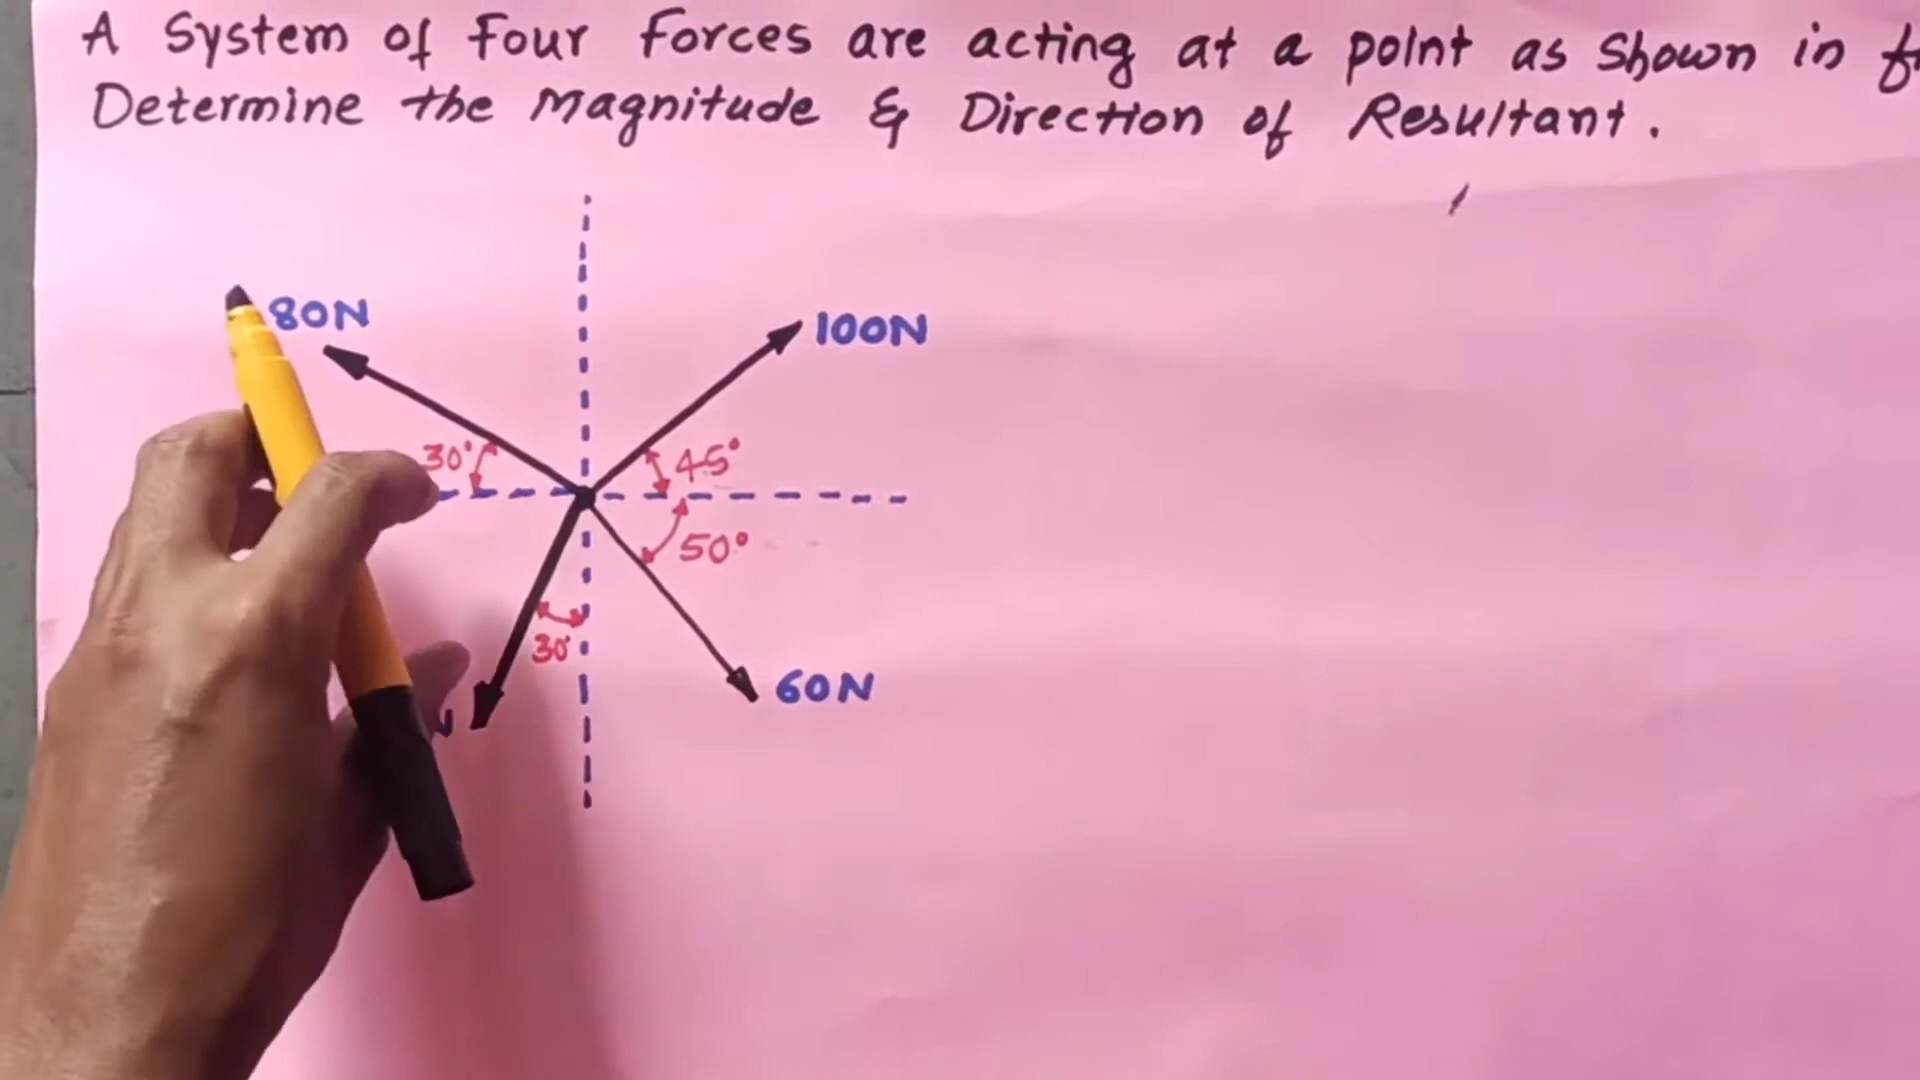 A System of Four Forces are acting at a point as shown in
Determine the Magnitude & Direction of Resultant.
80N
100N
30°
45°
50°
30°
60N
N